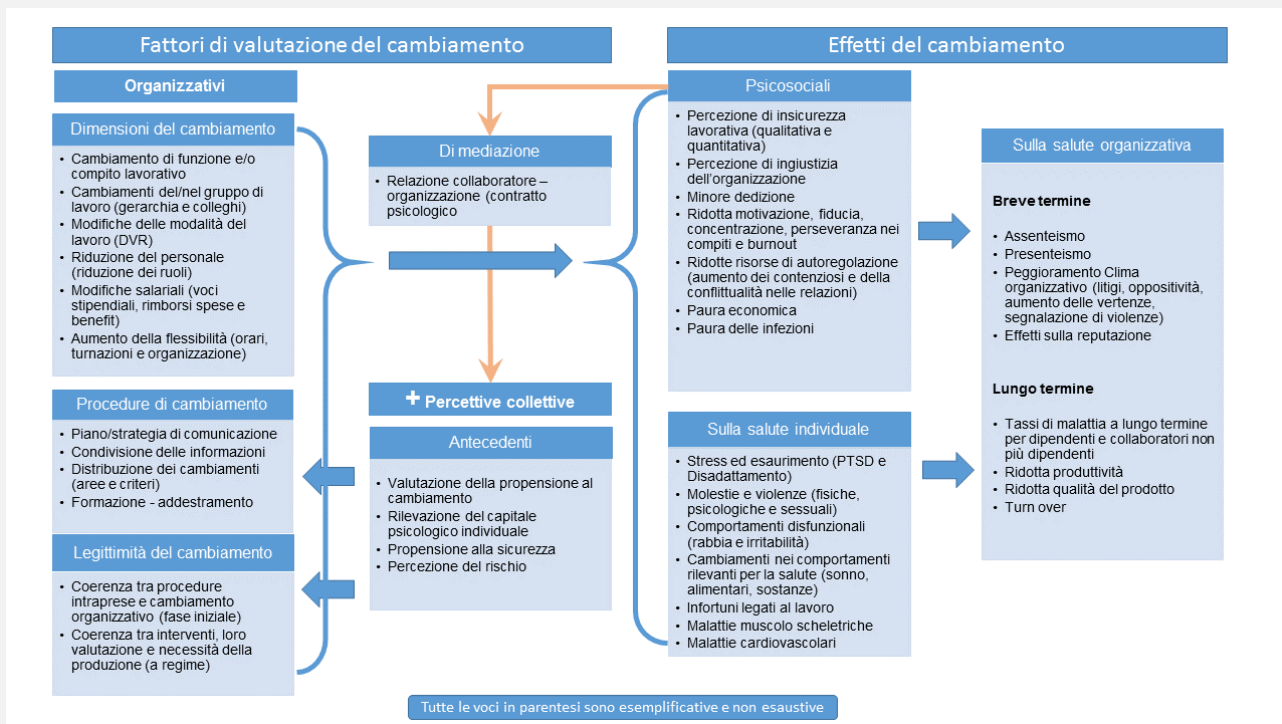 Fattori di valutazione del cambiamento
Organizzativi
Dimensioni del cambiamento
• Cambiamento di funzione e/o
compito lavorativo
• Cambiamenti del/nel gruppo di
lavoro (gerarchia e colleghi)
• Modifiche delle modalità del
lavoro (DVR)
• Riduzione del personale
(riduzione dei ruoli)
• Modifiche salariali (voci
stipendiali, rimborsi spese e
benefit)
• Aumento della flessibilità (orari,
turnazioni e organizzazione)
Procedure di cambiamento
• Piano/strategia di comunicazione
• Condivisione delle informazioni
• Distribuzione dei cambiamenti
(aree e criteri)
• Formazione - addestramento
Legittimità del cambiamento
• Coerenza tra procedure
intraprese e cambiamento
organizzativo (fase iniziale)
• Coerenza tra interventi, loro
valutazione e necessità della
produzione (a regime)
Di mediazione
• Relazione collaboratore –
organizzazione (contratto
psicologico
+ Percettive collettive
Antecedenti
• Valutazione della propensione al
cambiamento
• Rilevazione del capitale
psicologico individuale
• Propensione alla sicurezza
• Percezione del rischio
Effetti del cambiamento
Psicosociali
• Percezione di insicurezza
lavorativa (qualitativa e
quantitativa)
• Percezione di ingiustizia
dell'organizzazione
• Minore dedizione
• Ridotta motivazione, fiducia,
concentrazione, perseveranza nei
compiti e burnout
• Ridotte risorse di autoregolazione
(aumento dei contenziosi e della
conflittualità nelle relazioni)
• Paura economica
• Paura delle infezioni
Sulla salute individuale
• Stress ed esaurimento (PTSD e
Disadattamento)
• Molestie e violenze (fisiche,
psicologiche e sessuali)
• Comportamenti disfunzionali
(rabbia e irritabilità)
• Cambiamenti nei comportamenti
rilevanti per la salute (sonno,
alimentari, sostanze)
• Infortuni legati al lavoro
• Malattie muscolo scheletriche
• Malattie cardiovascolari
Sulla salute organizzativa
Breve termine
• Assenteismo
• Presenteismo
• Peggioramento Clima
organizzativo (litigi, oppositività,
aumento delle vertenze,
segnalazione di violenze)
• Effetti sulla reputazione
Lungo termine
• Tassi di malattia a lungo termine
per dipendenti e collaboratori non
più dipendenti
• Ridotta produttività
• Ridotta qualità del prodotto
• Turn over
Tutte le voci in parentesi sono esemplificative e non esaustive